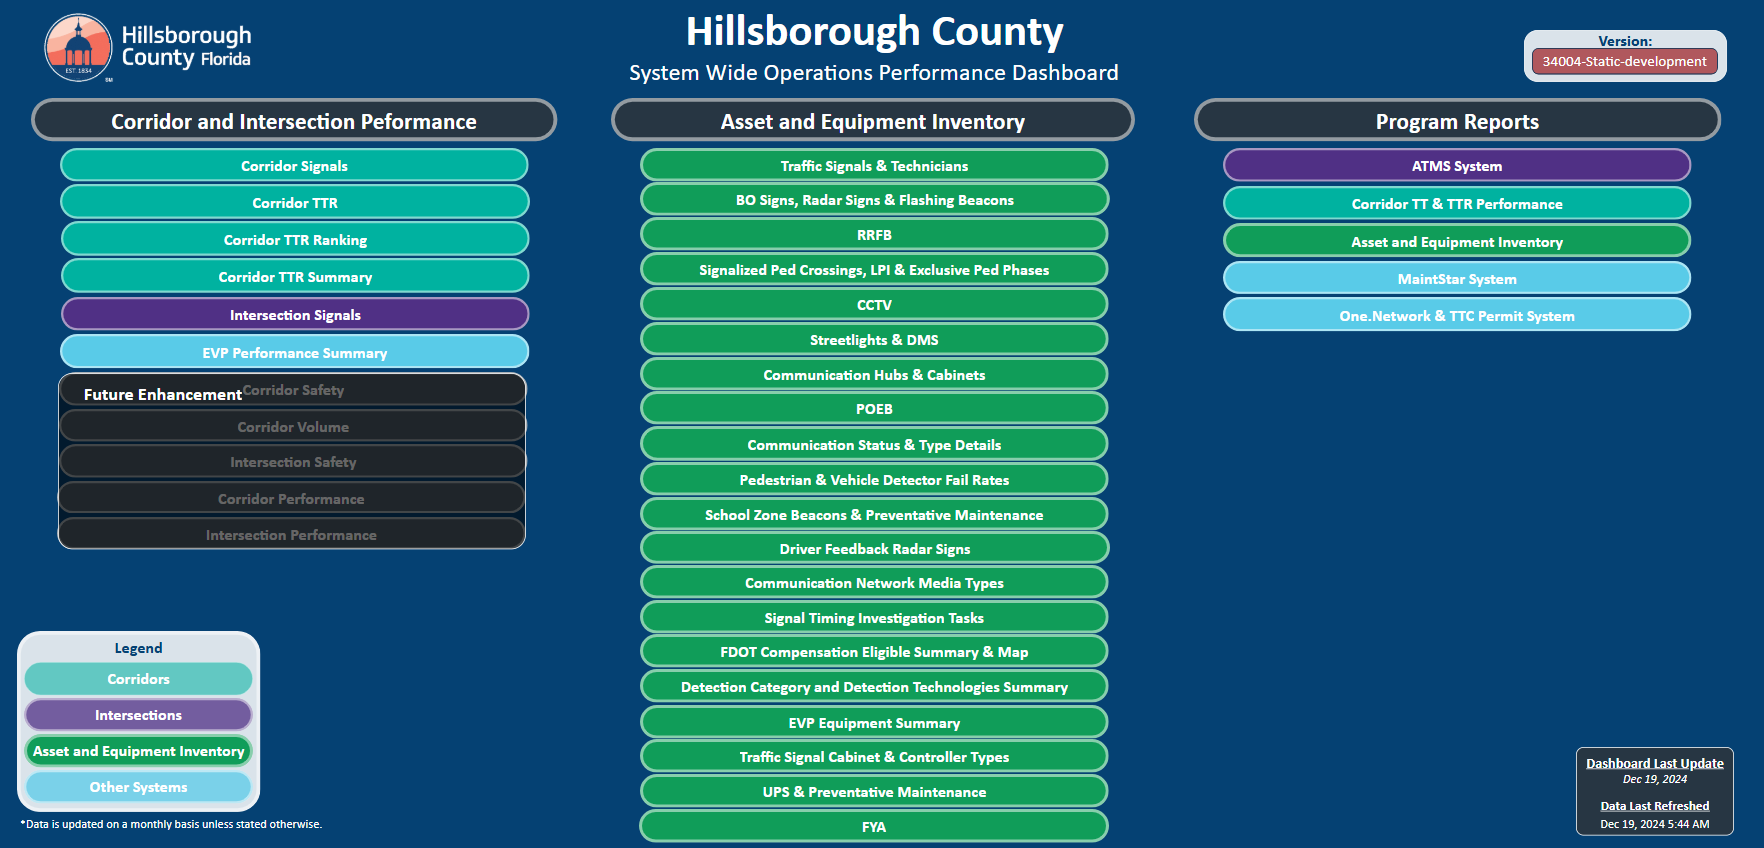 Hillsborough
County Florida
EST. 1834
SM
Hillsborough County
System Wide Operations Performance Dashboard
Version:
34004-Static-development
Corridor and Intersection Peformance
Corridor Signals
Corridor TTR
Corridor TTR Ranking
Corridor TTR Summary
Intersection Signals
EVP Performance Summary
Future Enhancement
Corridor Safety
Corridor Volume
Intersection Safety
Corridor Performance
Intersection Performance
Asset and Equipment Inventory
Traffic Signals & Technicians
BO Signs, Radar Signs & Flashing Beacons
RRFB
Signalized Ped Crossings, LPI & Exclusive Ped Phases
CCTV
Streetlights & DMS
Communication Hubs & Cabinets
POEB
Communication Status & Type Details
Pedestrian & Vehicle Detector Fail Rates
School Zone Beacons & Preventative Maintenance
Driver Feedback Radar Signs
Communication Network Media Types
Signal Timing Investigation Tasks
FDOT Compensation Eligible Summary & Map
Detection Category and Detection Technologies Summary
EVP Equipment Summary
Traffic Signal Cabinet & Controller Types
UPS & Preventative Maintenance
FYA
Program Reports
ATMS System
Corridor TT & TTR Performance
Asset and Equipment Inventory
MaintStar System
One.Network & TTC Permit System
Legend
Corridors
Intersections
Asset and Equipment Inventory
Other Systems
*Data is updated on a monthly basis unless stated otherwise.
Dashboard Last Update
Dec 19, 2024
Data Last Refreshed
Dec 19, 2024 5:44 AM